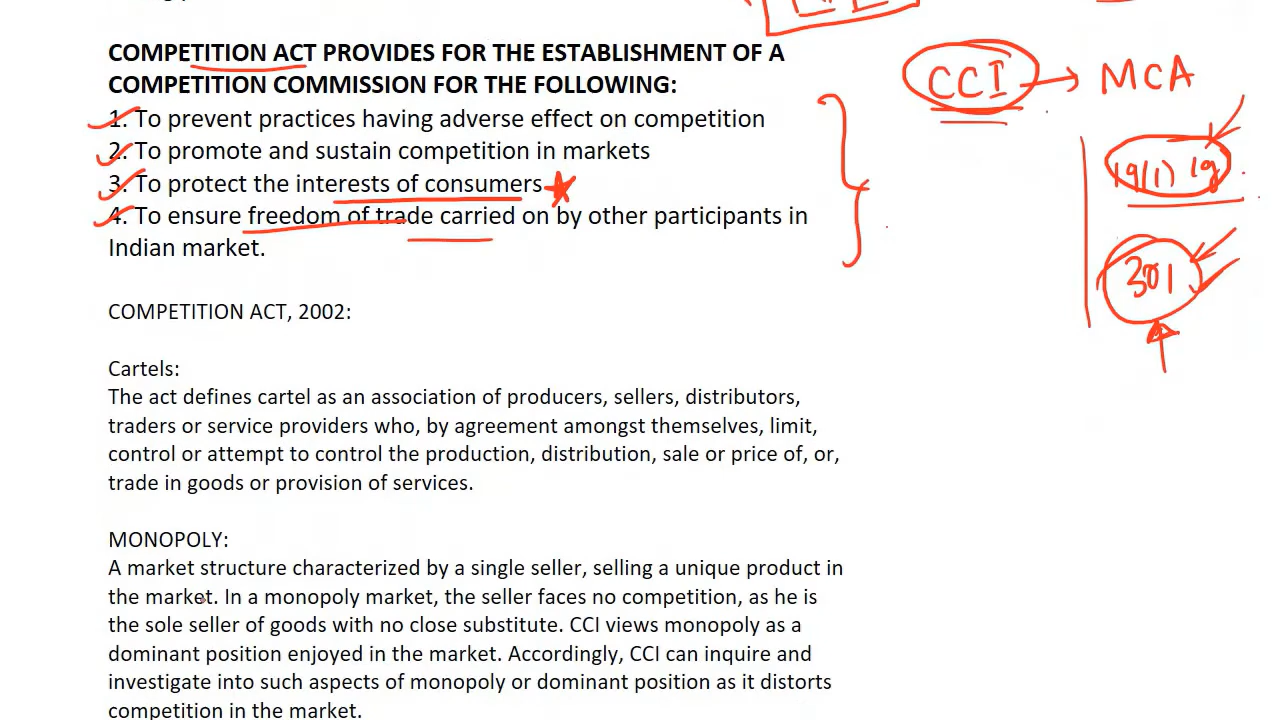 COMPETITION ACT PROVIDES FOR THE ESTABLISHMENT OF A
COMPETITION COMMISSION FOR THE FOLLOWING:
1. To prevent practices having adverse effect on competition
2. To promote and sustain competition in markets
3. To protect the interests of consumers
4. To ensure freedom of trade carried on by other participants in
Indian market.
CCI → MCA
19(1) 19
301
COMPETITION ACT, 2002:
Cartels:
The act defines cartel as an association of producers, sellers, distributors,
traders or service providers who, by agreement amongst themselves, limit,
control or attempt to control the production, distribution, sale or price of, or,
trade in goods or provision of services.
MONOPOLY:
A market structure characterized by a single seller, selling a unique product in
the market. In a monopoly market, the seller faces no competition, as he is
the sole seller of goods with no close substitute. CCI views monopoly as a
dominant position enjoyed in the market. Accordingly, CCI can inquire and
investigate into such aspects of monopoly or dominant position as it distorts
competition in the market.